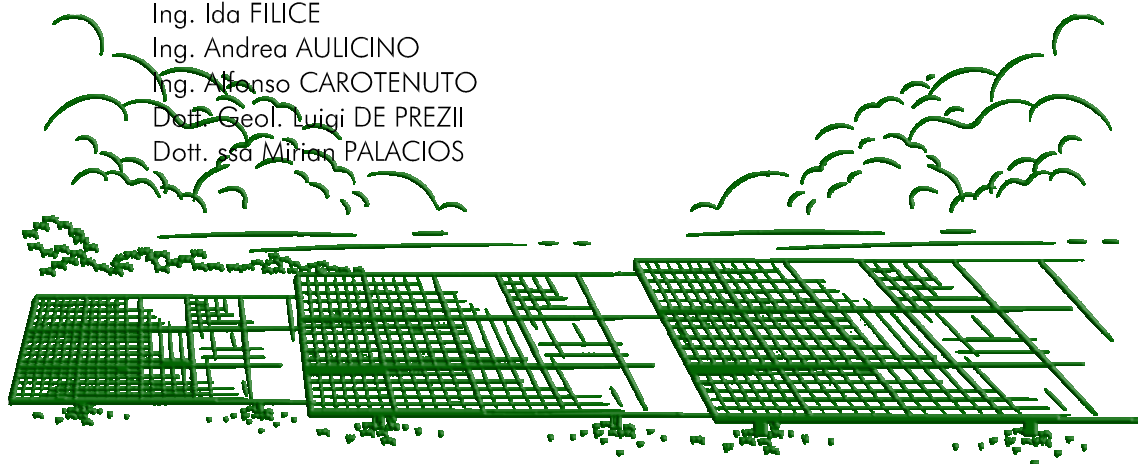 Ing. Ida FILICE
Ing. Andrea AULICINO
Ing. Alfonso CAROTENUTO
Dott. Geol. Luigi DE PREZII
Dott. ssa Mirian PALACIOS